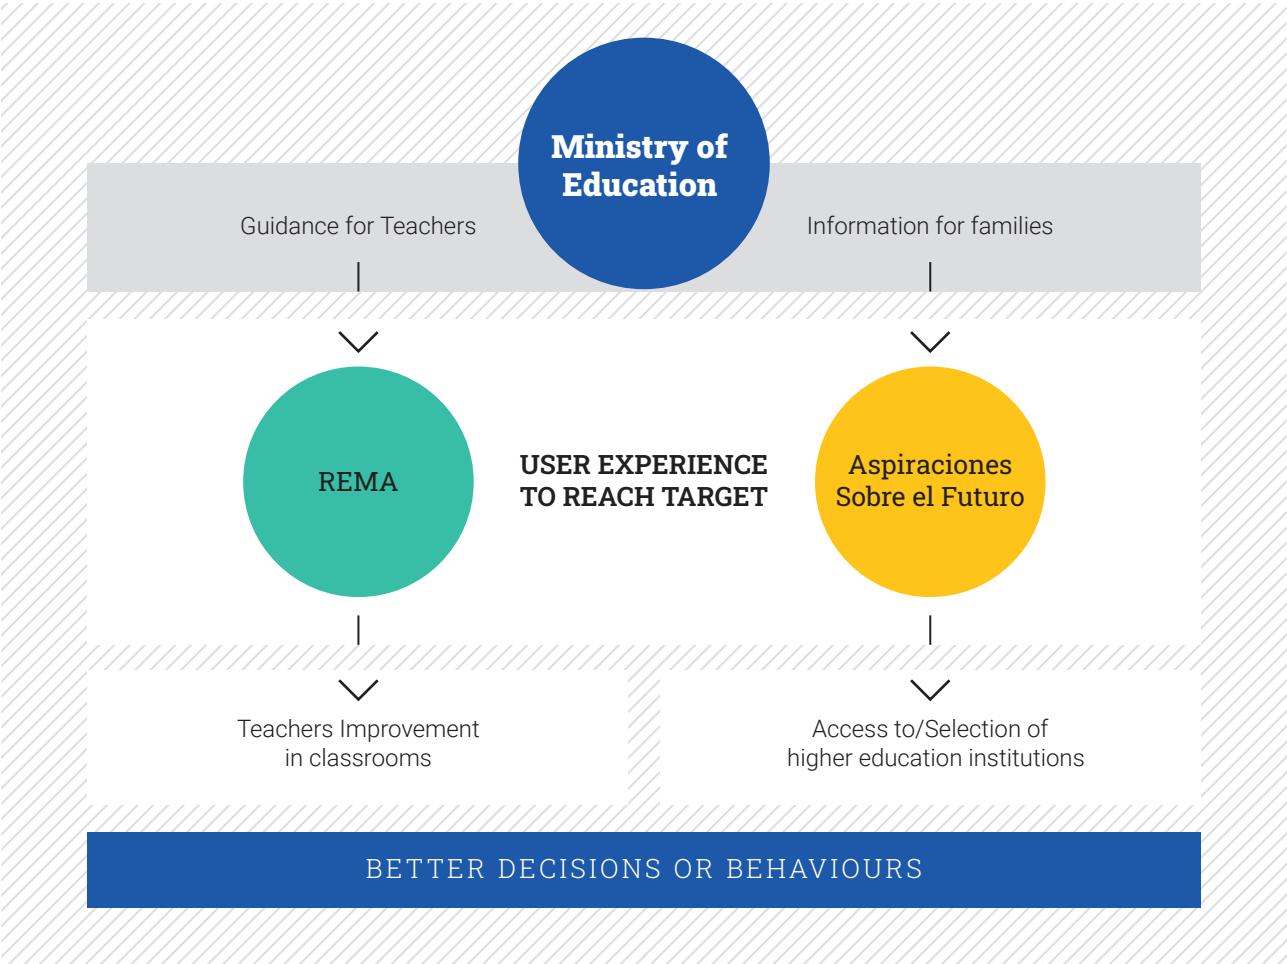 Ministry of
Education
Guidance for Teachers
Information for families
REMA
USER EXPERIENCE
TO REACH TARGET
Aspiraciones
Sobre el Futuro
Teachers Improvement
in classrooms
Access to/Selection of
higher education institutions
BETTER DECISIONS OR BEHAVIOURS